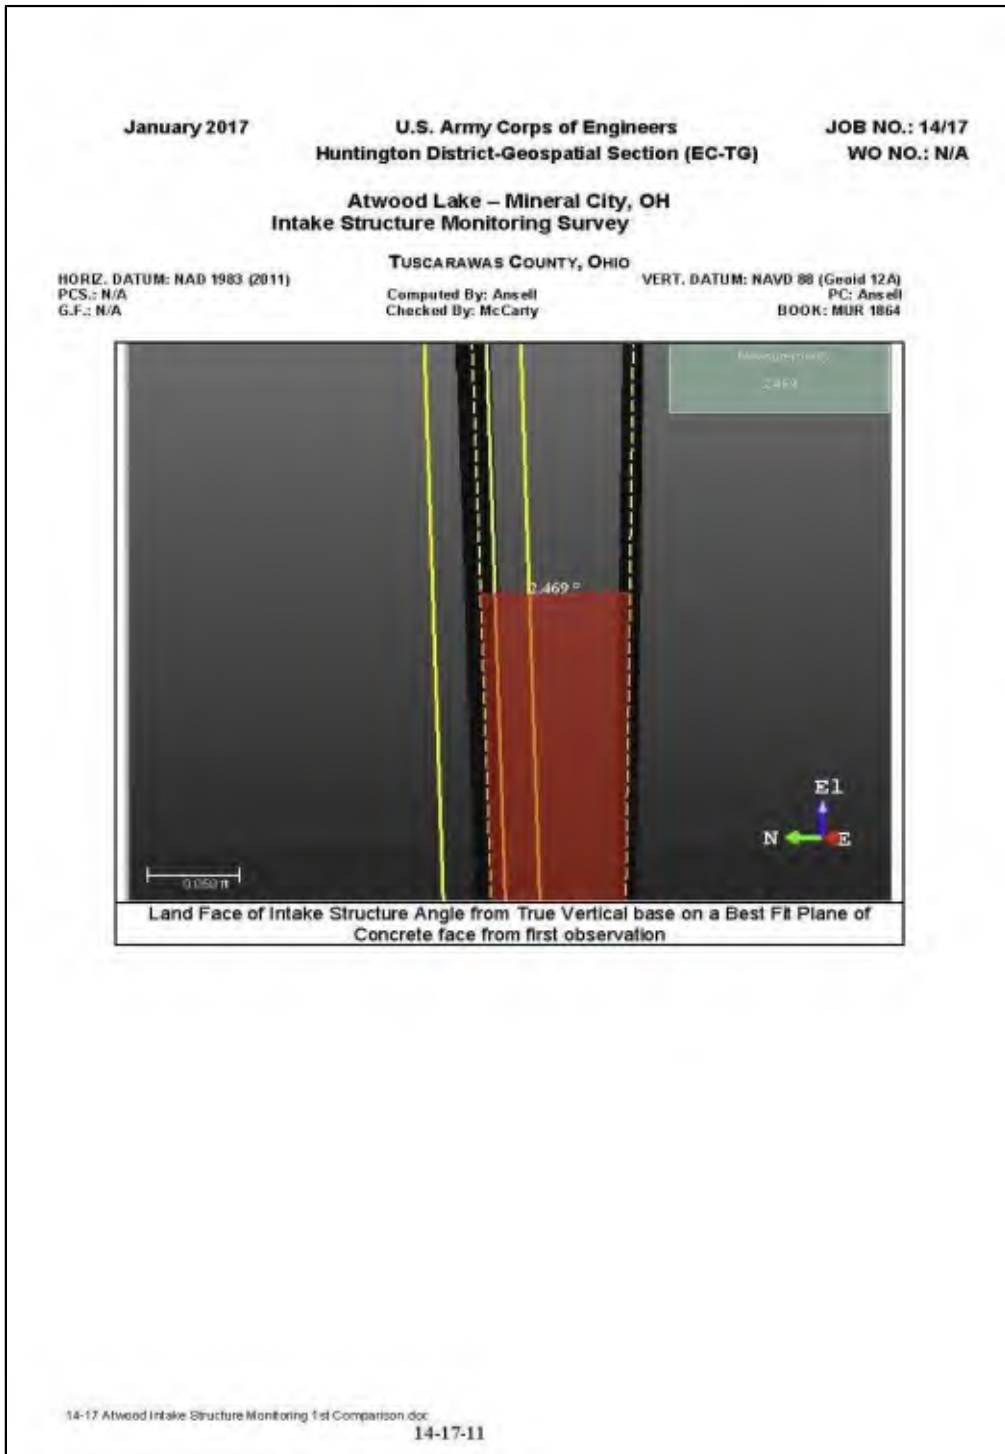 January 2017 U.S. Army Corps of Engineers JOB NO.: 14/17
Huntington District-Geospatial Section (EC-TG) WO NO.: N/A
Atwood Lake – Mineral City, OH
Intake Structure Monitoring Survey
TUSCARAWAS COUNTY, OHIO
HORIZ. DATUM: NAD 1983 (2011) VERT. DATUM: NAVD 88 (Geoid 12A)
PCS.: N/A Computed By: Ansell PC: Ansell
G.F.: N/A Checked By: McCarty BOOK: MUR 1864
2.469
2.469 °
El
N E
0.050 ft
Land Face of Intake Structure Angle from True Vertical base on a Best Fit Plane of
Concrete face from first observation
14-17 Atwood Intake Structure Monitoring 1st Comparison.doc
14-17-11